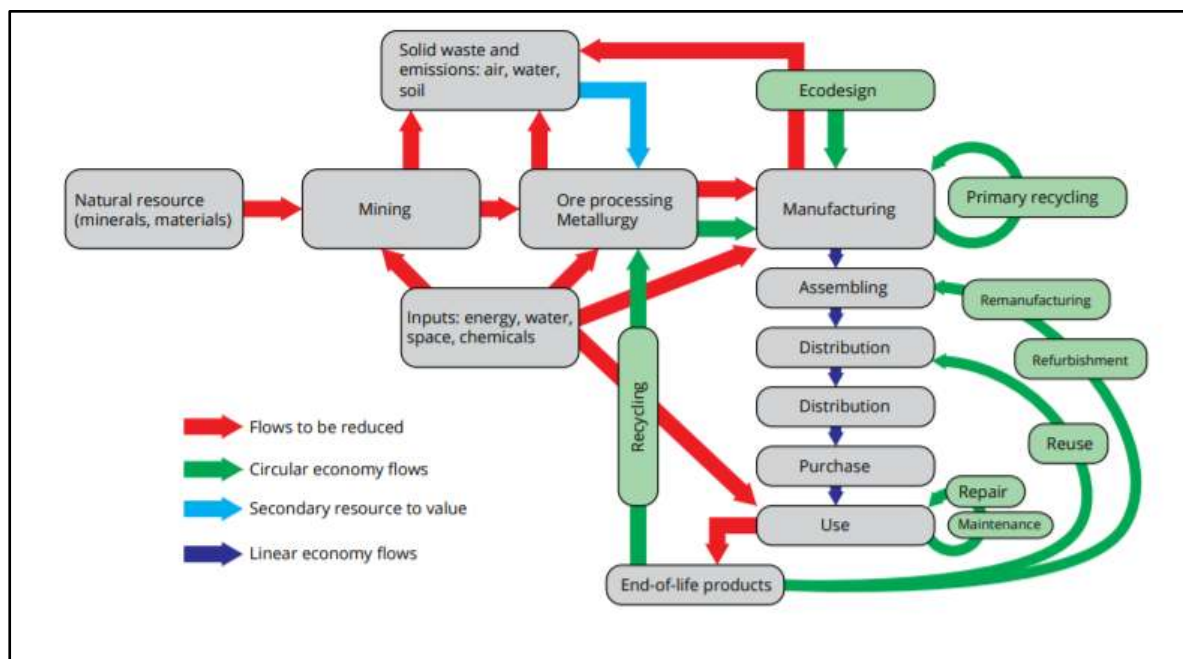 Solid waste and
emissions: air, water,
soil
Ecodesign
Natural resource
(minerals, materials)
Mining
Ore processing
Metallurgy
Manufacturing
Primary recycling
Inputs: energy, water,
space, chemicals
Assembling
Remanufacturing
Distribution
Refurbishment
Recycling
Distribution
Flows to be reduced
Reuse
Circular economy flows
Purchase
Repair
Secondary resource to value
Use
Maintenance
Linear economy flows
End-of-life products